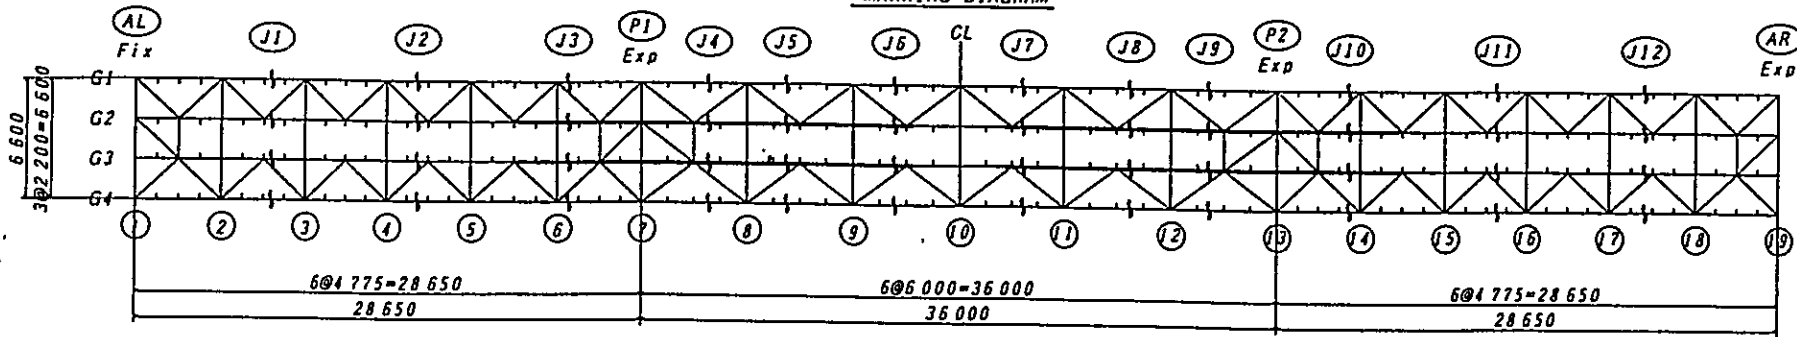 AL J1 J2 J3 P1 J4 J5 J6 CL J7 J8 J9 P2 J10 J11 J12 AR
Fix Exp Exp Exp
G1
G2
G3
G4
6 600
3@2 200=6 600
1 2 3 4 5 6 7 8 9 10 11 12 13 14 15 16 17 18 19
6@4 775=28 650 6@6 000=36 000 6@4 775=28 650
28 650 36 000 28 650